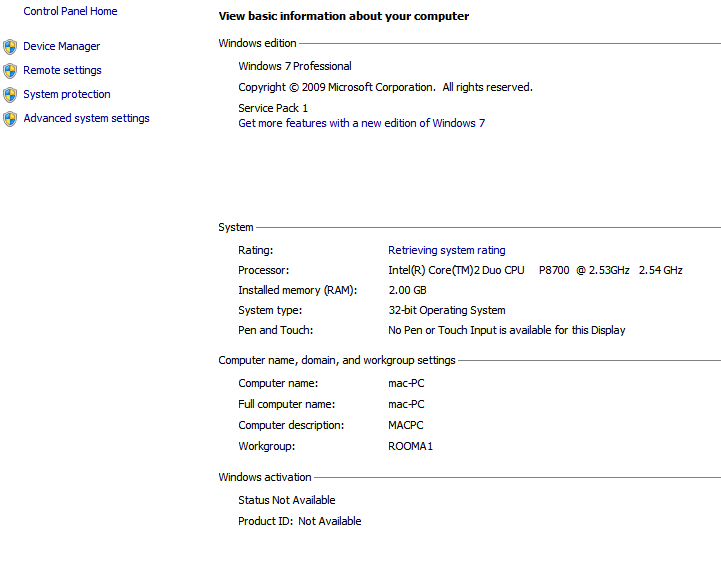 Control Panel Home
Device Manager
Remote settings
System protection
Advanced system settings
View basic information about your computer
Windows edition
Windows 7 Professional
Copyright © 2009 Microsoft Corporation.  All rights reserved.
Service Pack 1
Get more features with a new edition of Windows 7
System
Rating: Retrieving system rating
Processor: Intel(R) Core(TM)2 Duo CPU    P8700  @ 2.53GHz  2.54 GHz
Installed memory (RAM): 2.00 GB
System type: 32-bit Operating System
Pen and Touch: No Pen or Touch Input is available for this Display
Computer name, domain, and workgroup settings
Computer name: mac-PC
Full computer name: mac-PC
Computer description: MACPC
Workgroup: ROOMA1
Windows activation
Status Not Available
Product ID: Not Available